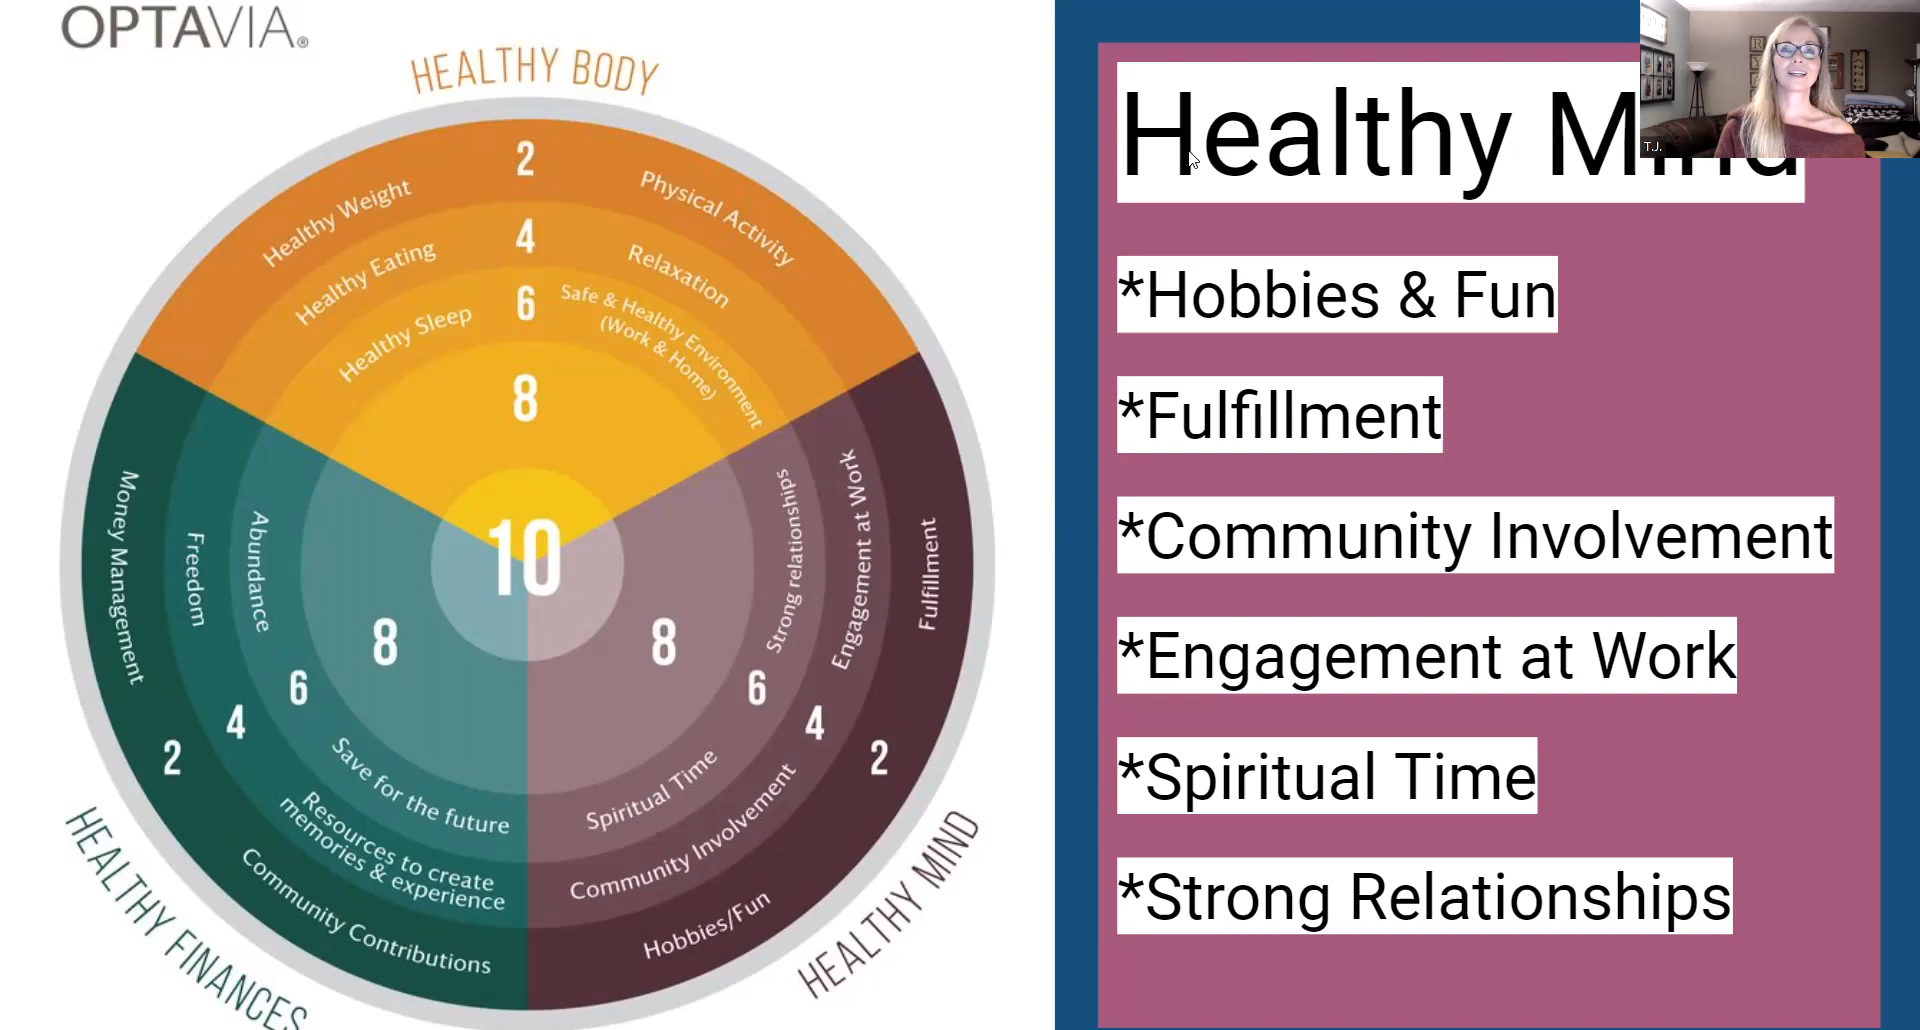 OPTAVIA®
HEALTHY BODY
2
Healthy Weight
Physical Activity
4
Healthy Eating
Relaxation
6
Healthy Sleep
Safe & Healthy Environment
(Work & Home)
8
10
Money Management
Freedom
Abundance
8
6
4
2
Save for the future
Resources to create
memories & experience
Community Contributions
HEALTHY FINANCES
Strong relationships
Engagement at Work
Fulfillment
8
6
4
2
Spiritual Time
Community Involvement
Hobbies/Fun
HEALTHY MIND
Healthy Mind
*Hobbies & Fun
*Fulfillment
*Community Involvement
*Engagement at Work
*Spiritual Time
*Strong Relationships
T.J.